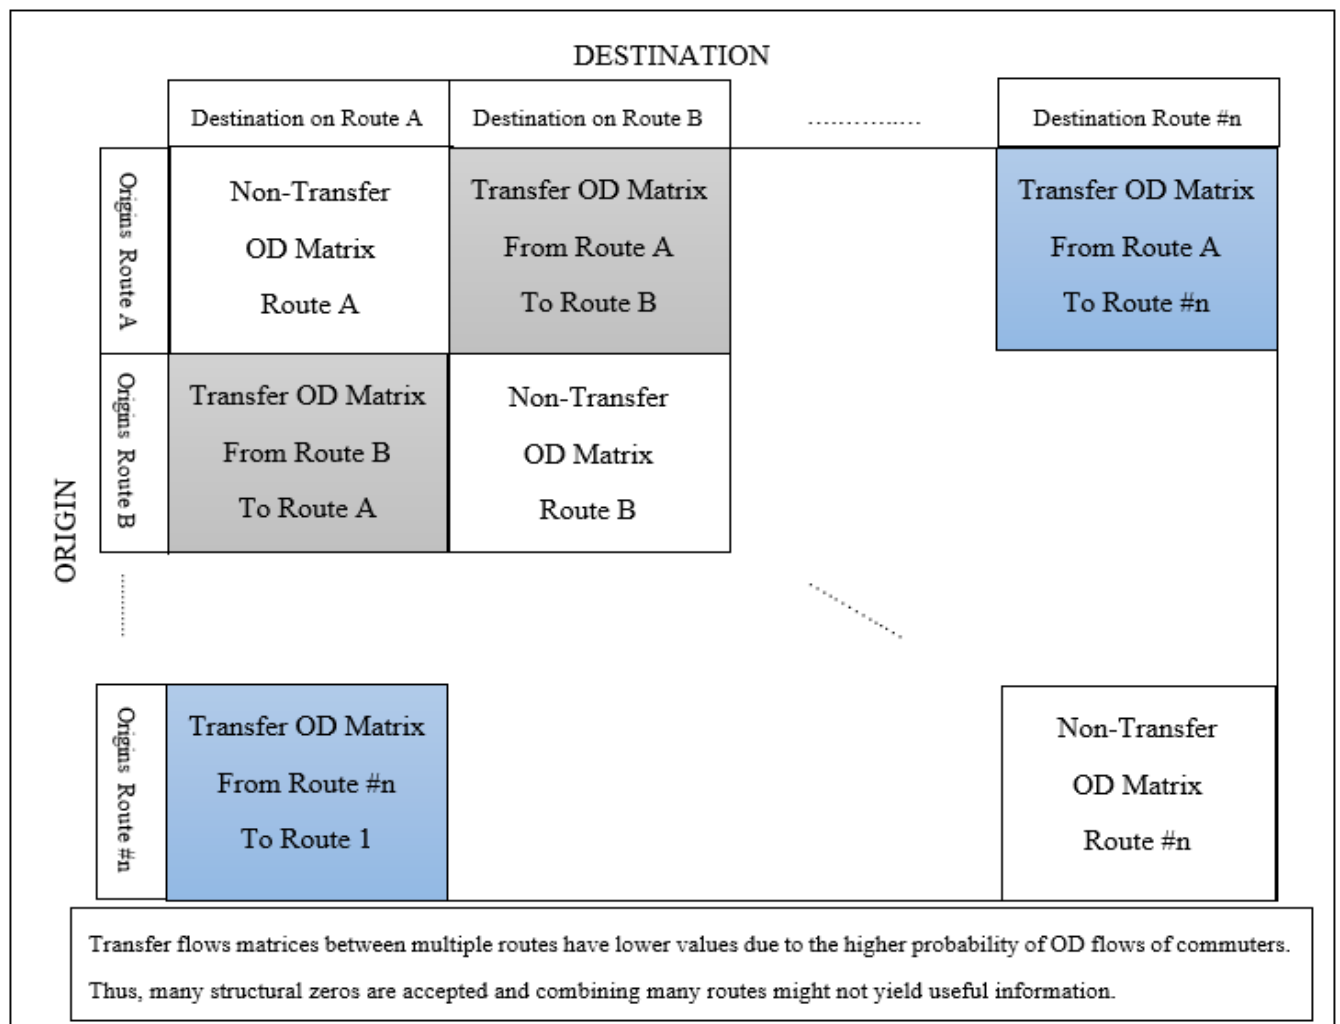 DESTINATION
Destination on Route A
Destination on Route B
................
Destination Route #n
ORIGIN
Origins Route A
Non-Transfer
OD Matrix
Route A
Transfer OD Matrix
From Route A
To Route B
Transfer OD Matrix
From Route A
To Route #n
Origins Route B
Transfer OD Matrix
From Route B
To Route A
Non-Transfer
OD Matrix
Route B
................
................
Origins Route #n
Transfer OD Matrix
From Route #n
To Route 1
Non-Transfer
OD Matrix
Route #n
Transfer flows matrices between multiple routes have lower values due to the higher probability of OD flows of commuters.
Thus, many structural zeros are accepted and combining many routes might not yield useful information.